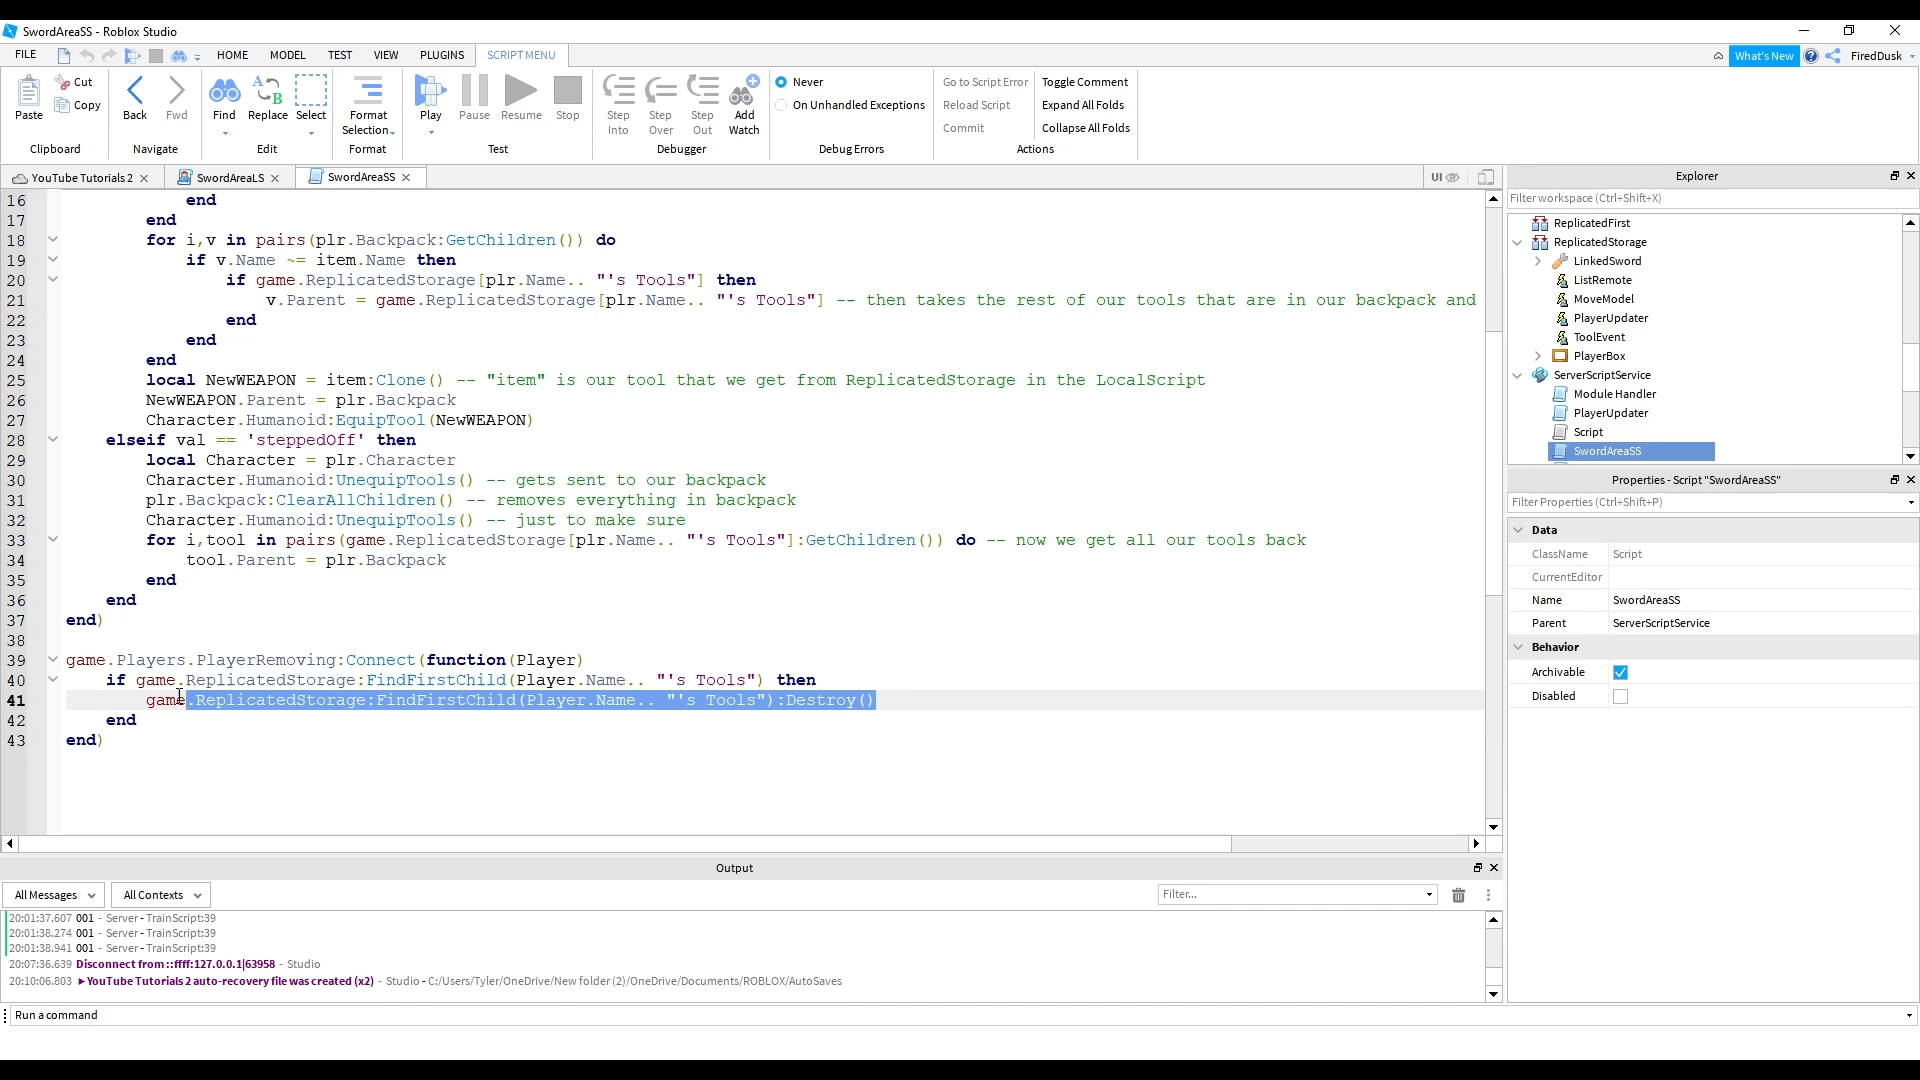 SwordAreaSS - Roblox Studio
FILE HOME MODEL TEST VIEW PLUGINS SCRIPT MENU What's New FiredDusk
Paste Cut Copy Back Fwd Find Replace Select Format Selection Play Pause Resume Stop Step Into Step Over Step Out Add Watch Never On Unhandled Exceptions Go to Script Error Reload Script Commit Toggle Comment Expand All Folds Collapse All Folds
Clipboard Navigate Edit Format Test Debugger Debug Errors Actions
YouTube Tutorials 2 SwordAreaLS SwordAreaSS UI
16 end
17 end
18 for i,v in pairs(plr.Backpack:GetChildren()) do
19 if v.Name ~= item.Name then
20 if game.ReplicatedStorage[plr.Name.. "'s Tools"] then
21 v.Parent = game.ReplicatedStorage[plr.Name.. "'s Tools"] -- then takes the rest of our tools that are in our backpack and
22 end
23 end
24 end
25 local NewWEAPON = item:Clone() -- "item" is our tool that we get from ReplicatedStorage in the LocalScript
26 NewWEAPON.Parent = plr.Backpack
27 Character.Humanoid:EquipTool(NewWEAPON)
28 elseif val == 'steppedOff' then
29 local Character = plr.Character
30 Character.Humanoid:UnequipTools() -- gets sent to our backpack
31 plr.Backpack:ClearAllChildren() -- removes everything in backpack
32 Character.Humanoid:UnequipTools() -- just to make sure
33 for i,tool in pairs(game.ReplicatedStorage[plr.Name.. "'s Tools"]:GetChildren()) do -- now we get all our tools back
34 tool.Parent = plr.Backpack
35 end
36 end
37 end)
38
39 game.Players.PlayerRemoving:Connect(function(Player)
40 if game.ReplicatedStorage:FindFirstChild(Player.Name.. "'s Tools") then
41 game.ReplicatedStorage:FindFirstChild(Player.Name.. "'s Tools"):Destroy()
42 end
43 end)
Explorer
Filter workspace (Ctrl+Shift+X)
ReplicatedFirst
ReplicatedStorage
LinkedSword
ListRemote
MoveModel
PlayerUpdater
ToolEvent
PlayerBox
ServerScriptService
Module Handler
PlayerUpdater
Script
SwordAreaSS
Properties - Script "SwordAreaSS"
Filter Properties (Ctrl+Shift+P)
Data
ClassName Script
CurrentEditor
Name SwordAreaSS
Parent ServerScriptService
Behavior
Archivable
Disabled
Output
All Messages All Contexts Filter...
20:01:37.607 001 - Server - TrainScript:39
20:01:38.274 001 - Server - TrainScript:39
20:01:38.941 001 - Server - TrainScript:39
20:07:36.639 Disconnect from ::ffff:127.0.0.1|63958 - Studio
20:10:06.803 ►YouTube Tutorials 2 auto-recovery file was created (x2) - Studio - C:/Users/Tyler/OneDrive/New folder (2)/OneDrive/Documents/ROBLOX/AutoSaves
Run a command